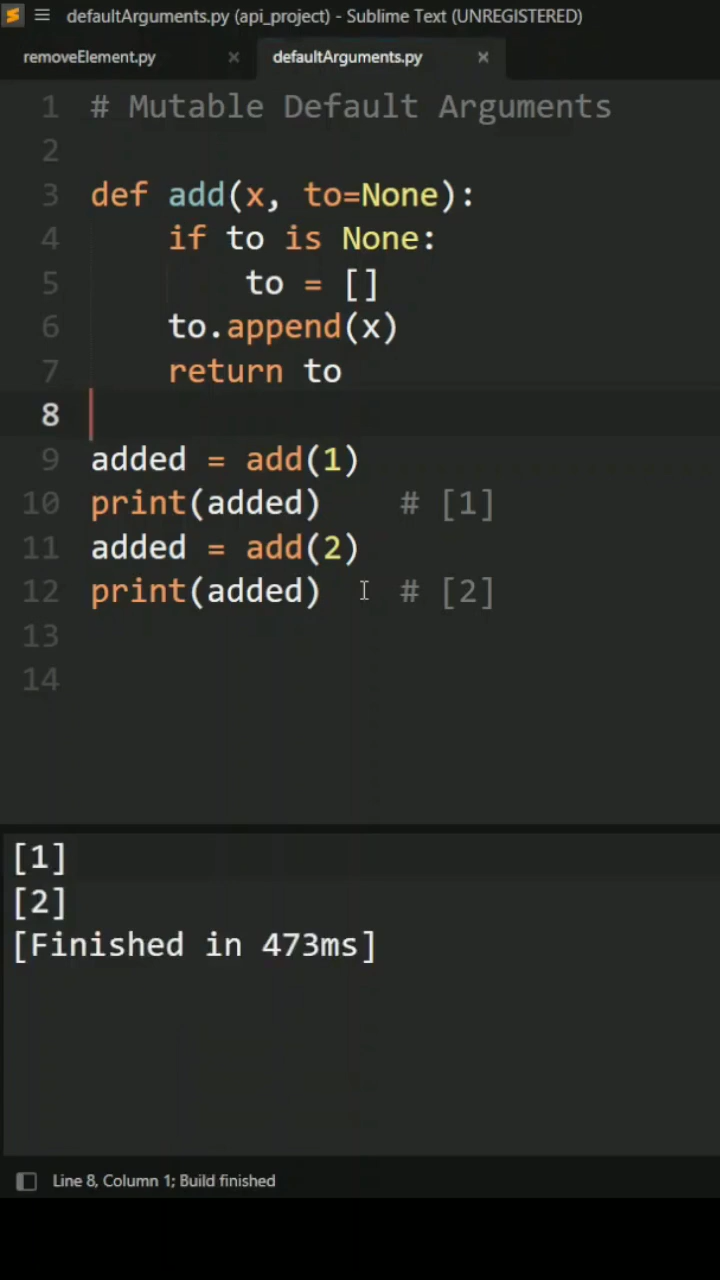 defaultArguments.py (api_project) - Sublime Text (UNREGISTERED)
removeElement.py × defaultArguments.py ×
1 # Mutable Default Arguments
2
3 def add(x, to=None):
4     if to is None:
5         to = []
6     to.append(x)
7     return to
8
9 added = add(1)
10 print(added)    # [1]
11 added = add(2)
12 print(added)    # [2]
13
14
[1]
[2]
[Finished in 473ms]
Line 8, Column 1; Build finished